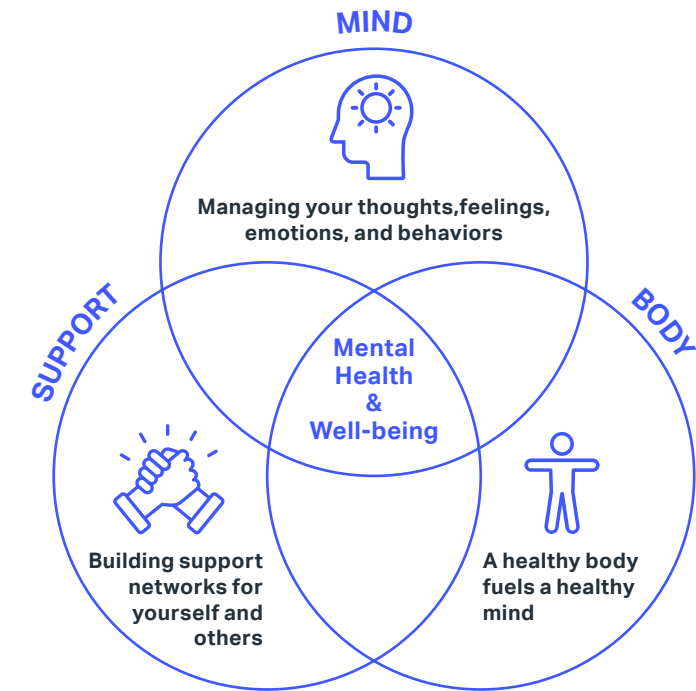 MIND
Managing your thoughts,feelings,
emotions, and behaviors
SUPPORT
BODY
Mental
Health
&
Well-being
Building support
networks for
yourself and
others
A healthy body
fuels a healthy
mind